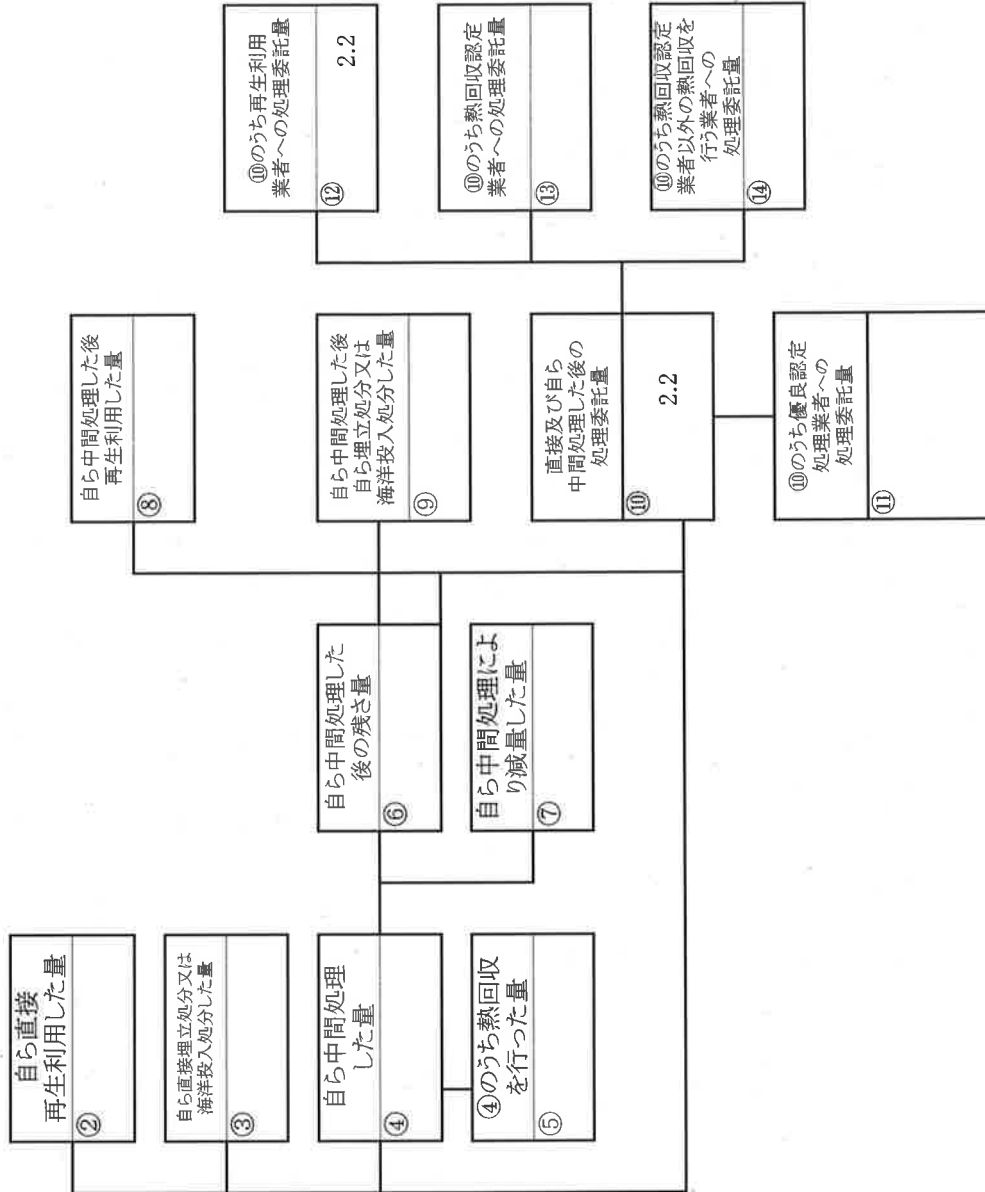 自ら直接
再生利用した量
②
自ら直接埋立処分又は
海洋投入処分した量
③
自ら中間処理
した量
④
④のうち熱回収
を行った量
⑤
自ら中間処理した
後の残さ量
⑥
自ら中間処理によ
り減量した量
⑦
自ら中間処理した後
再生利用した量
⑧
自ら中間処理した後
自ら埋立処分又は
海洋投入処分した量
⑨
直接及び自ら
中間処理した後の
処理委託量
⑩
2.2
⑩のうち優良認定
処理業者への
処理委託量
⑪
⑩のうち再生利用
業者への処理委託量
⑫
2.2
⑩のうち熱回収認定
業者への処理委託量
⑬
⑩のうち熱回収認定
業者以外の熱回収を
行う業者への
処理委託量
⑭